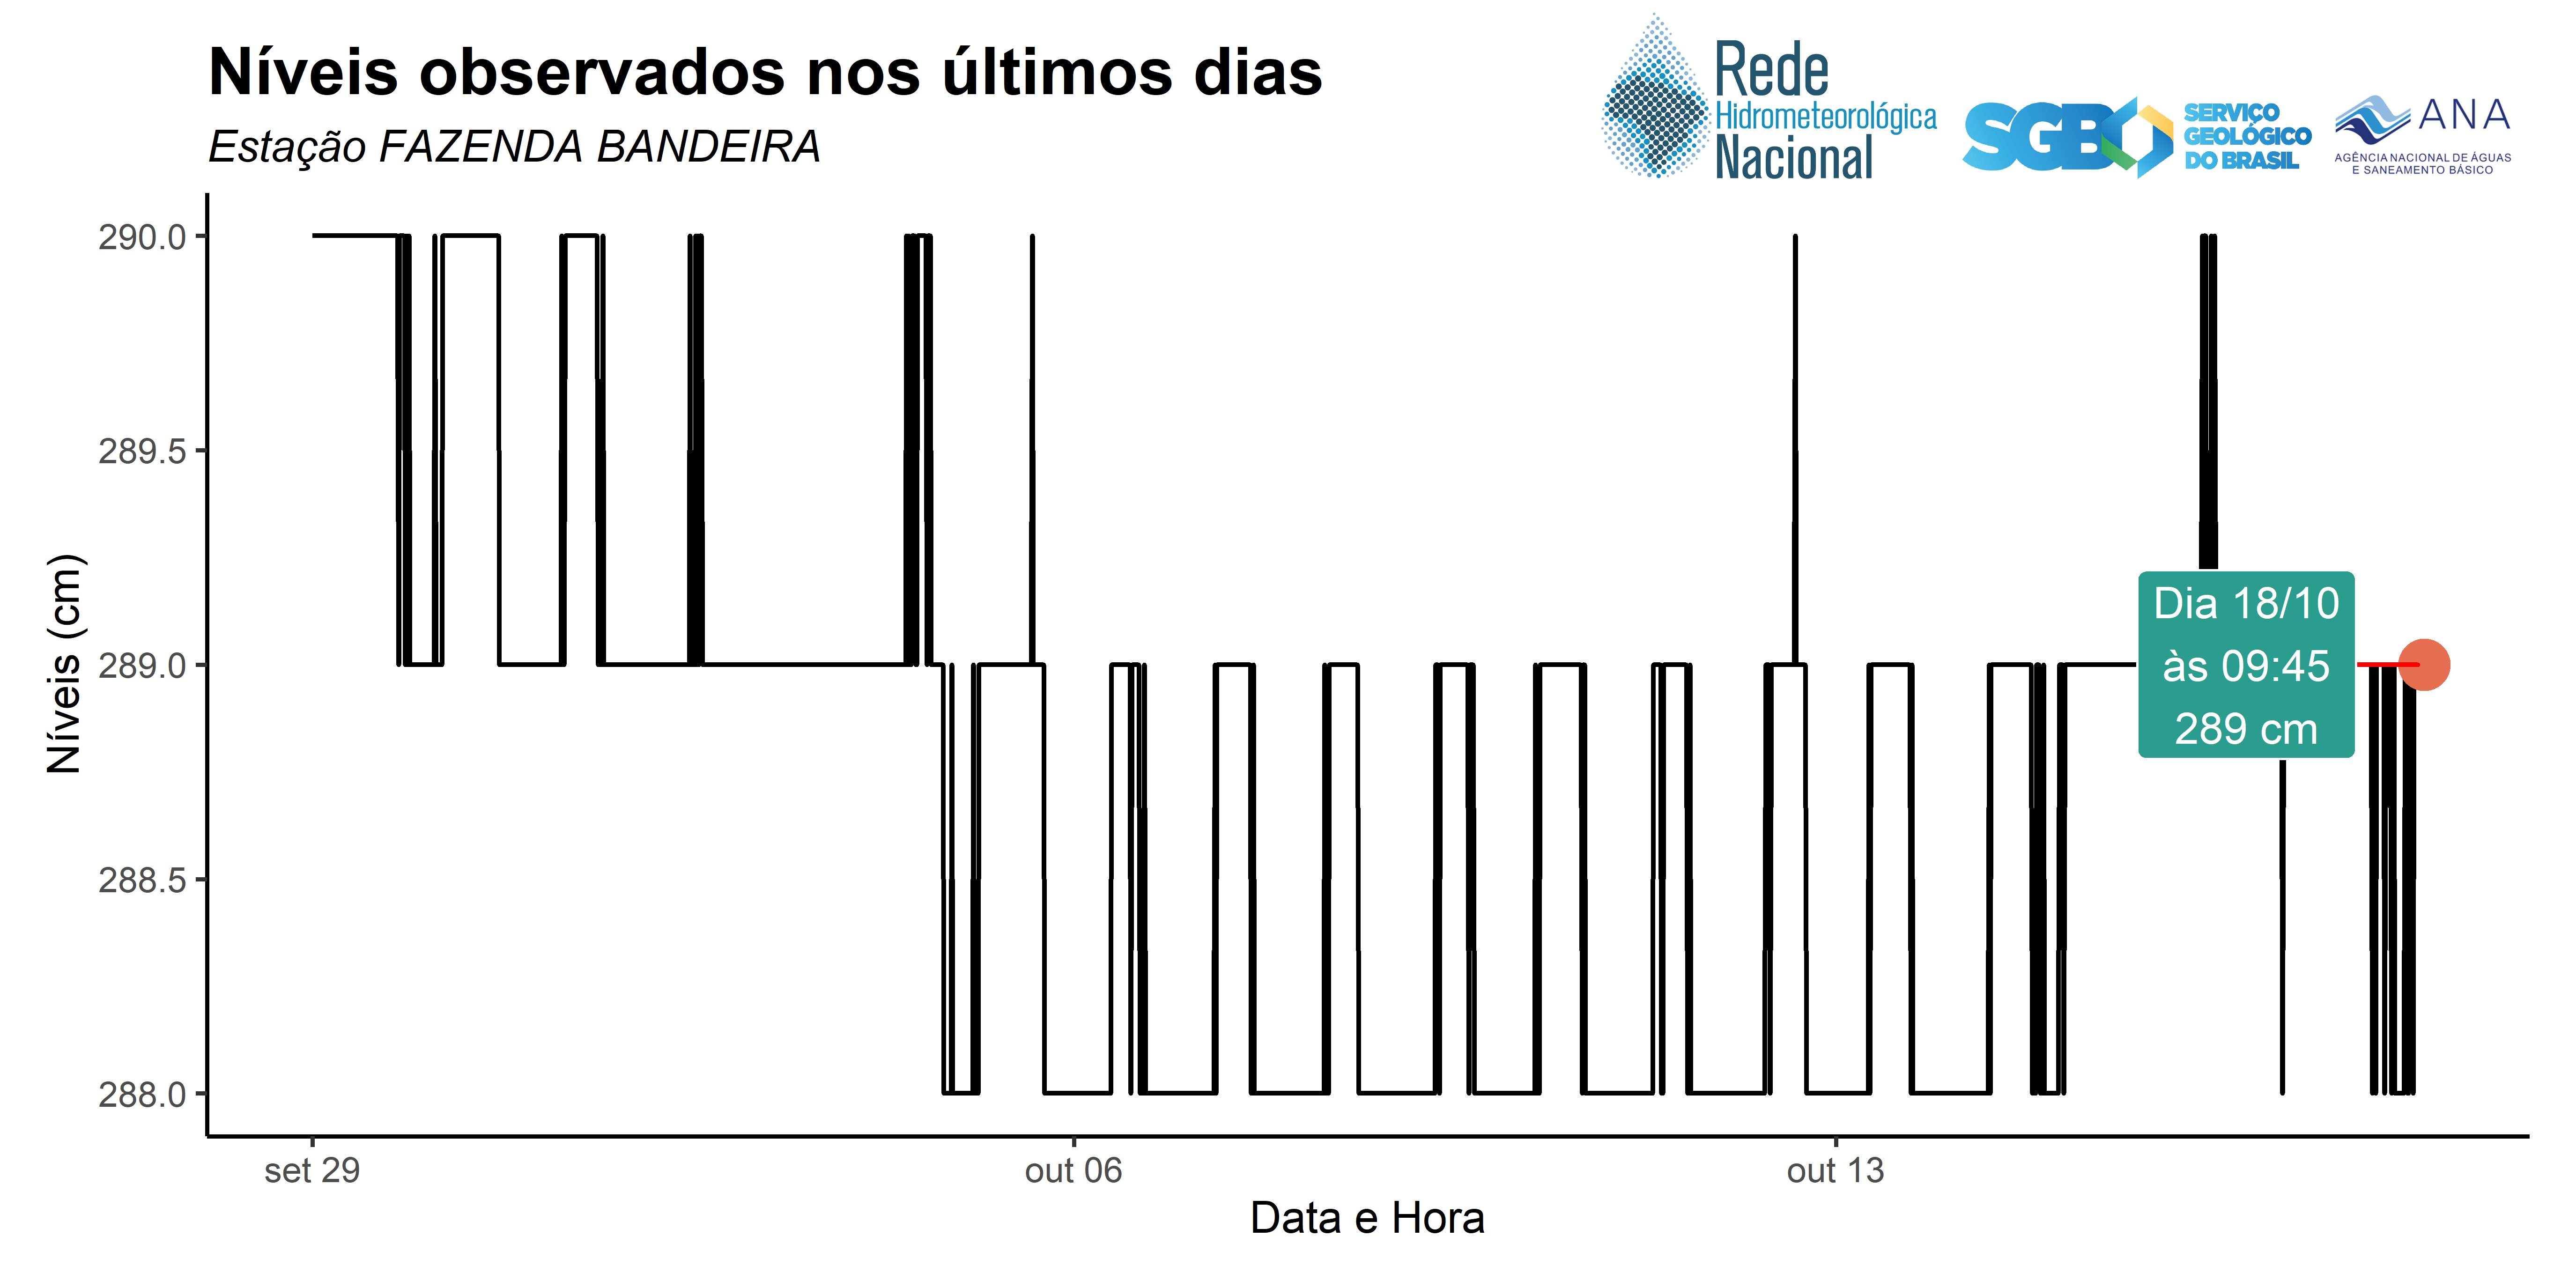 Níveis observados nos últimos dias
Estação FAZENDA BANDEIRA
Rede
Hidrometeorológica
Nacional
SGB
SERVIÇO
GEOLÓGICO
DO BRASIL
ANA
AGÊNCIA NACIONAL DE ÁGUAS
E SANEAMENTO BÁSICO
Níveis (cm)
290.0
289.5
289.0
288.5
288.0
Dia 18/10
às 09:45
289 cm
set 29
out 06
out 13
Data e Hora